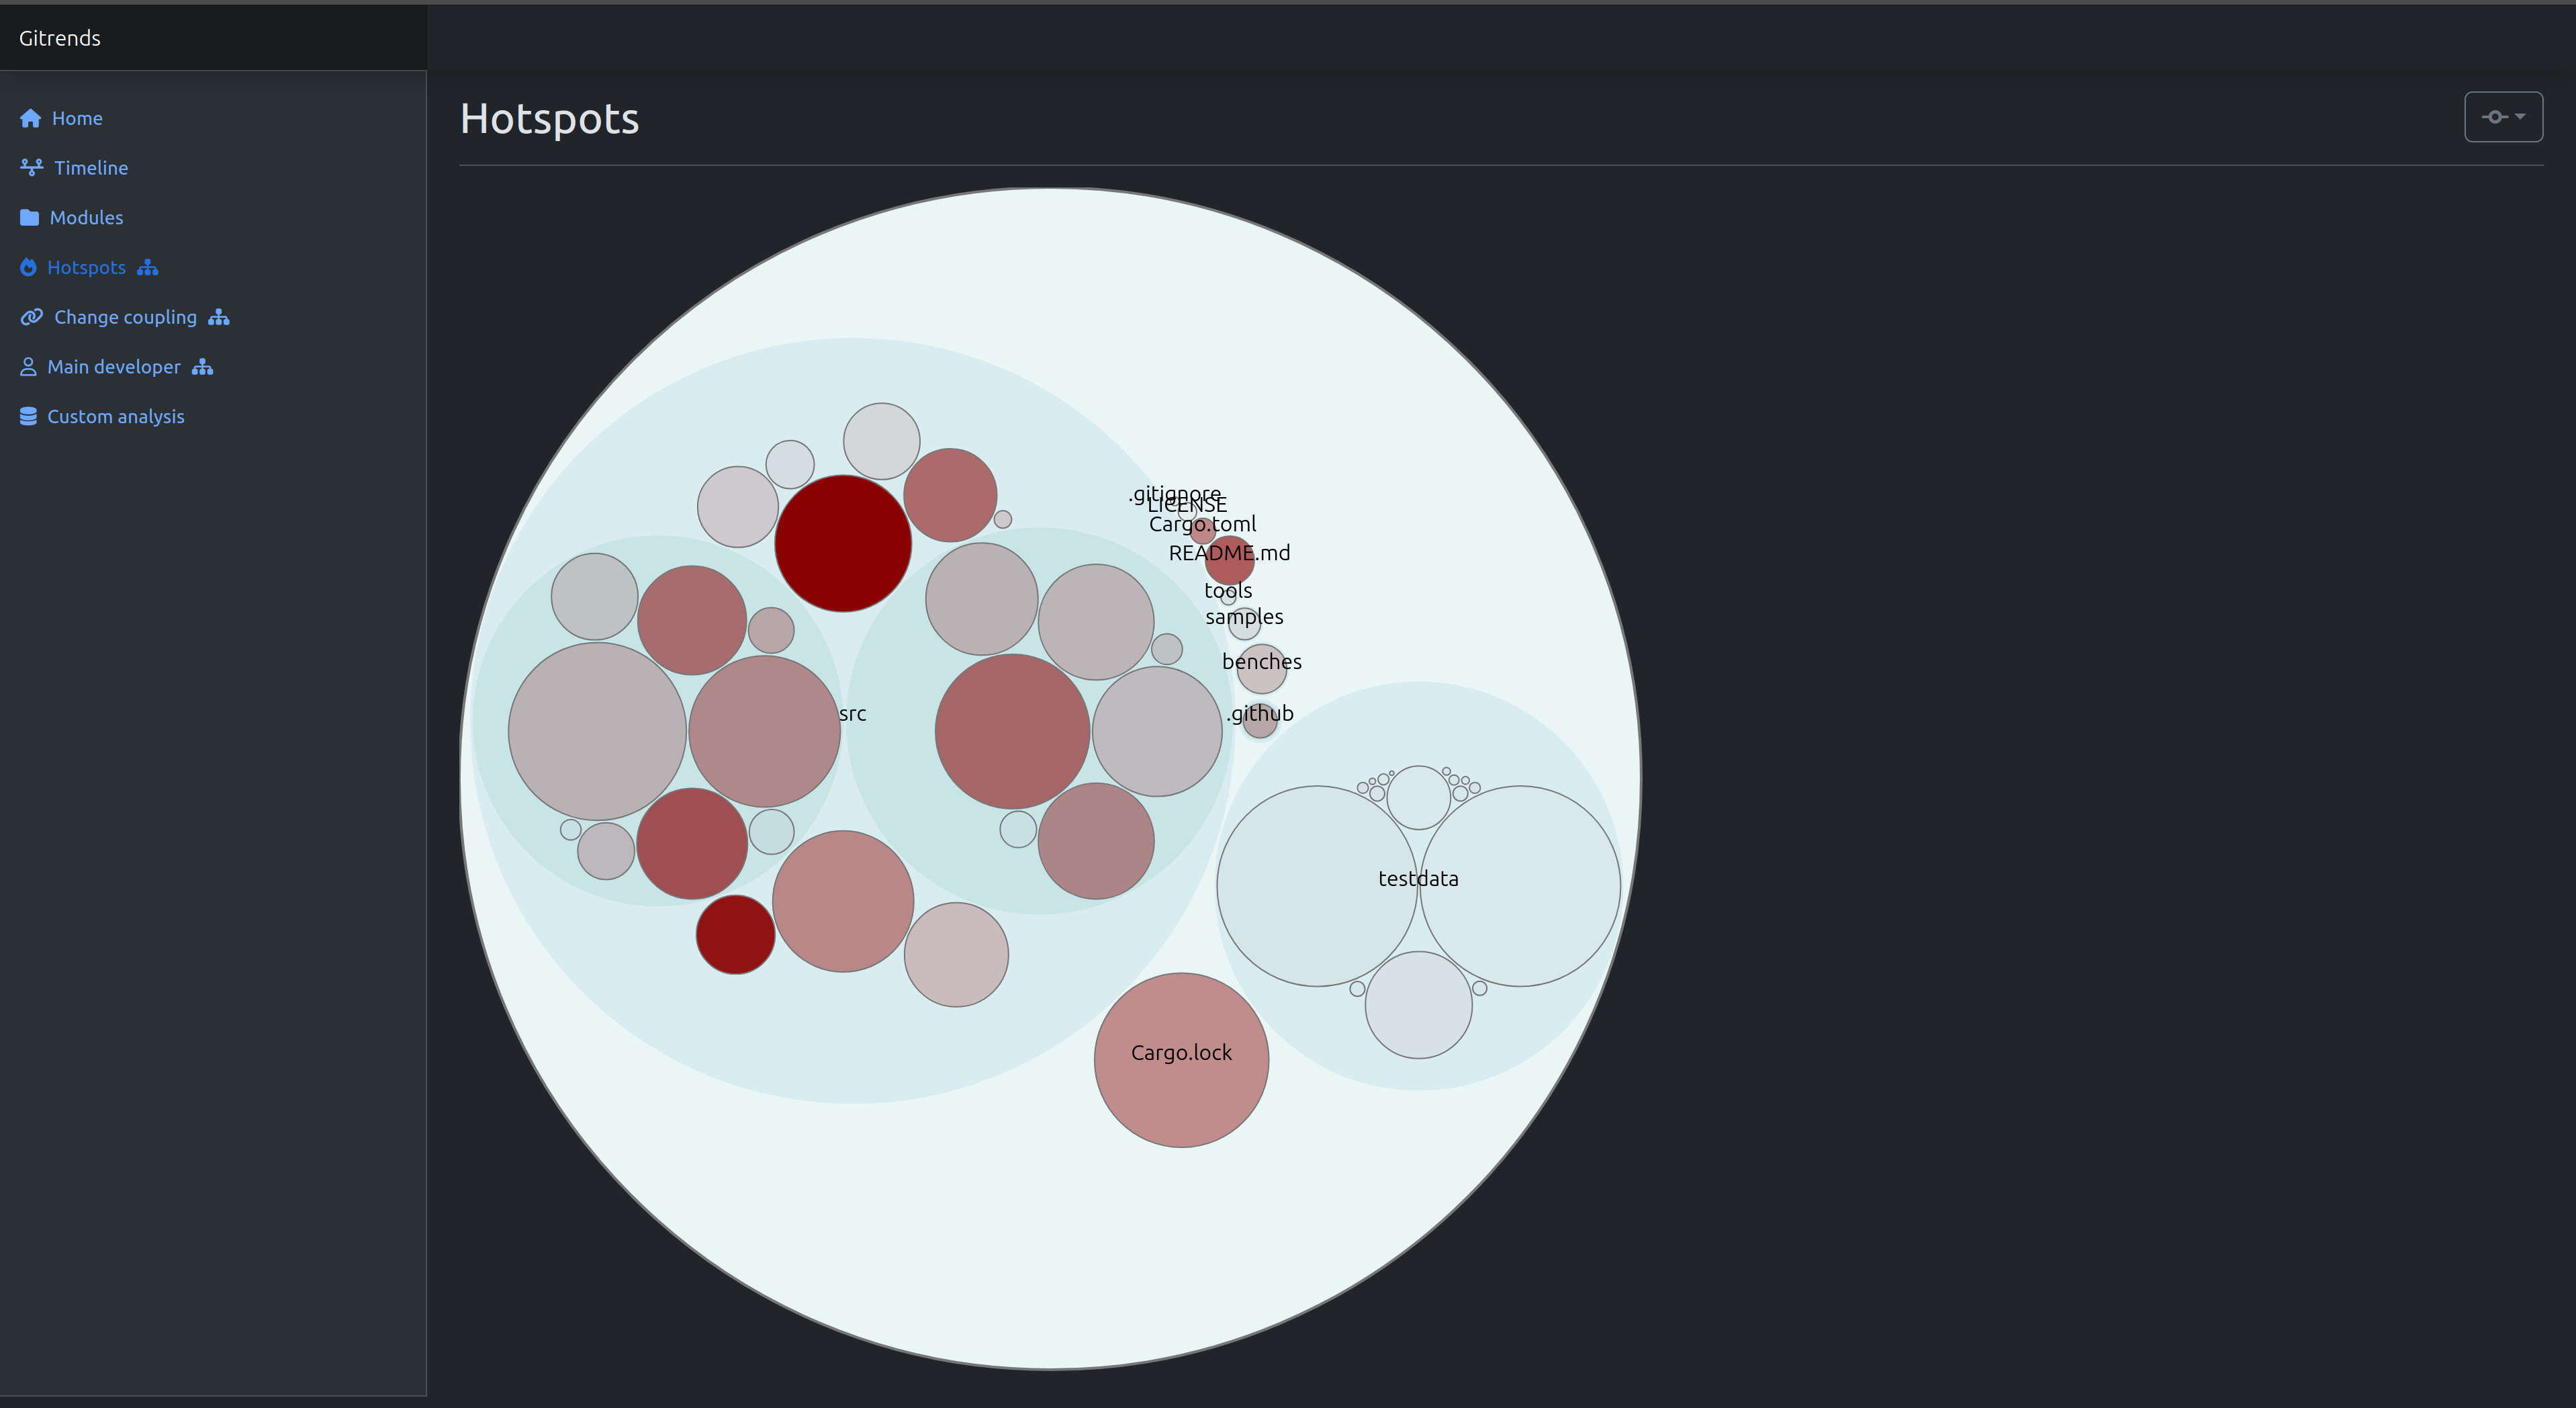 Gitrends
Home
Timeline
Modules
Hotspots
Change coupling
Main developer
Custom analysis
Hotspots
.gitignore
LICENSE
Cargo.toml
README.md
tools
samples
benches
.github
src
testdata
Cargo.lock